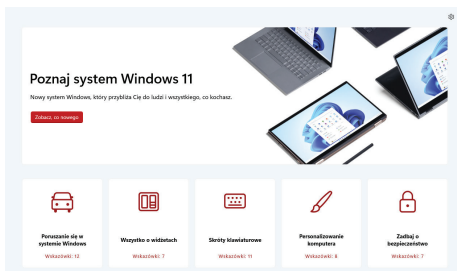 Poznaj system Windows 11
Nowy system Windows, który przybliża Cię do ludzi i wszystkiego, co kochasz.
Zobacz, co nowego
Poruszanie się w
systemie Windows
Wskazówki: 12
Wszystko o widżetach
Wskazówki: 7
Skróty klawiaturowe
Wskazówki: 11
Personalizowanie
komputera
Wskazówki: 8
Zadbaj o
bezpieczeństwo
Wskazówki: 7